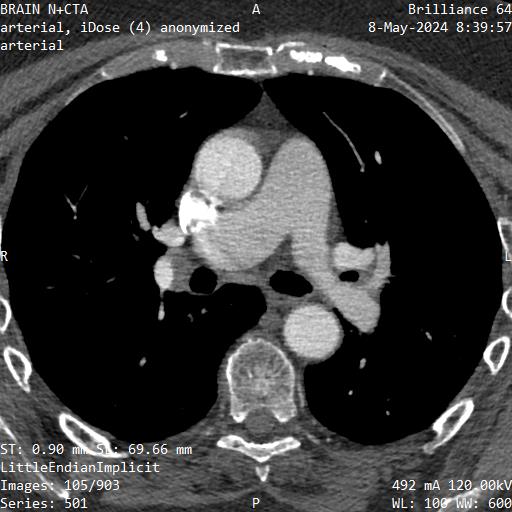 BRAIN N+CTA
A
Brilliance 64
arterial, iDose (4) anonymized
8-May-2024 8:39:57
arterial
R
L
ST: 0.90 mm SL: 69.66 mm
LittleEndianImplicit
Images: 105/903
492 mA 120.00kV
Series: 501
P
WL: 100 WW: 600